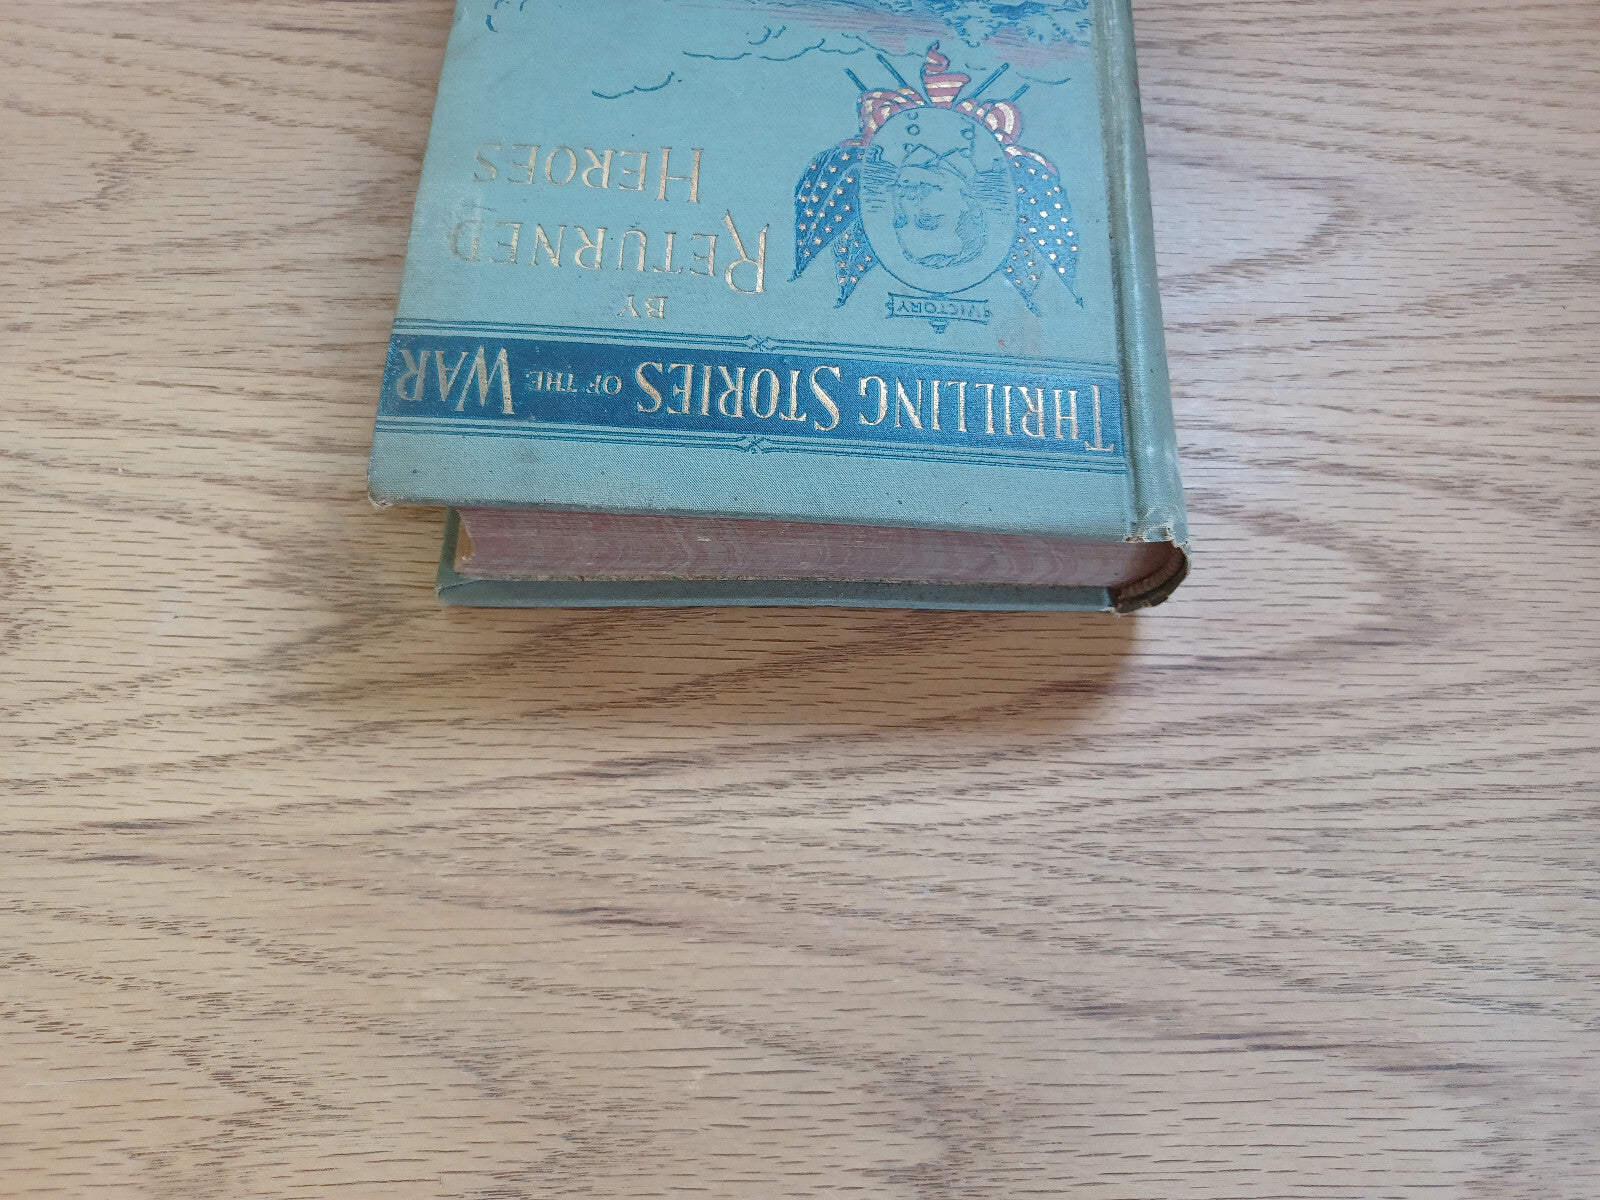 THRILLING STORIES OF THE WAR
BY
RETURNED
HEROES
VICTORY